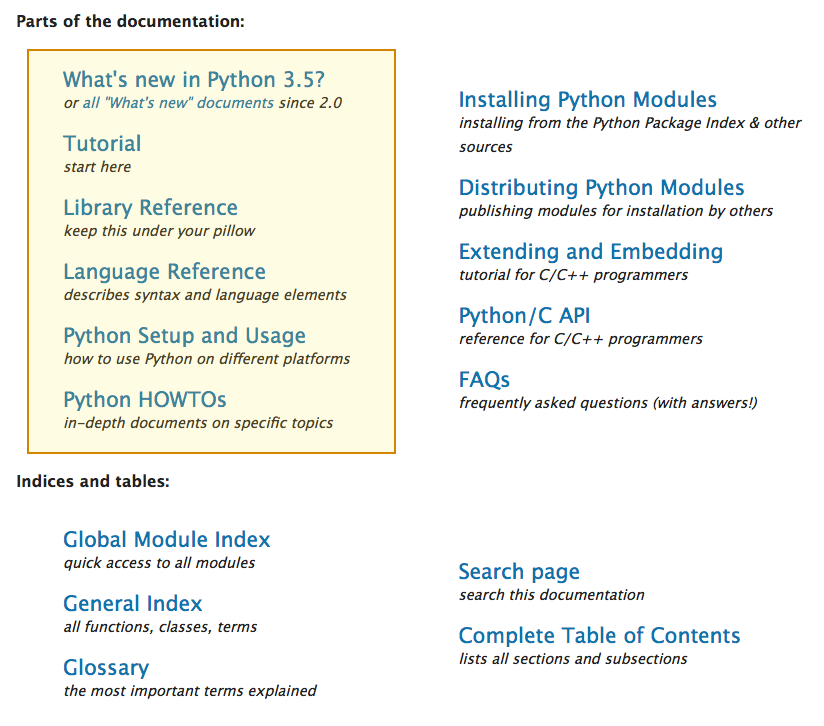 Parts of the documentation:
What's new in Python 3.5?
or all "What's new" documents since 2.0
Tutorial
start here
Library Reference
keep this under your pillow
Language Reference
describes syntax and language elements
Python Setup and Usage
how to use Python on different platforms
Python HOWTOs
in-depth documents on specific topics
Installing Python Modules
installing from the Python Package Index & other
sources
Distributing Python Modules
publishing modules for installation by others
Extending and Embedding
tutorial for C/C++ programmers
Python/C API
reference for C/C++ programmers
FAQs
frequently asked questions (with answers!)
Indices and tables:
Global Module Index
quick access to all modules
General Index
all functions, classes, terms
Glossary
the most important terms explained
Search page
search this documentation
Complete Table of Contents
lists all sections and subsections